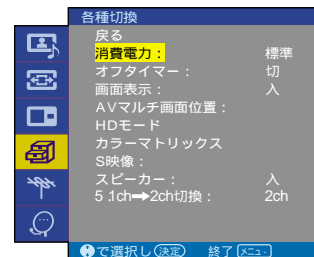 各種切換
戻る
消費電力： 標準
オフタイマー： 切
画面表示： 入
AVマルチ画面位置：
HDモード
カラーマトリックス
S映像：
スピーカー： 入
5.1ch➡2ch切換： 2ch
で選択し 決定 終了 メニュー